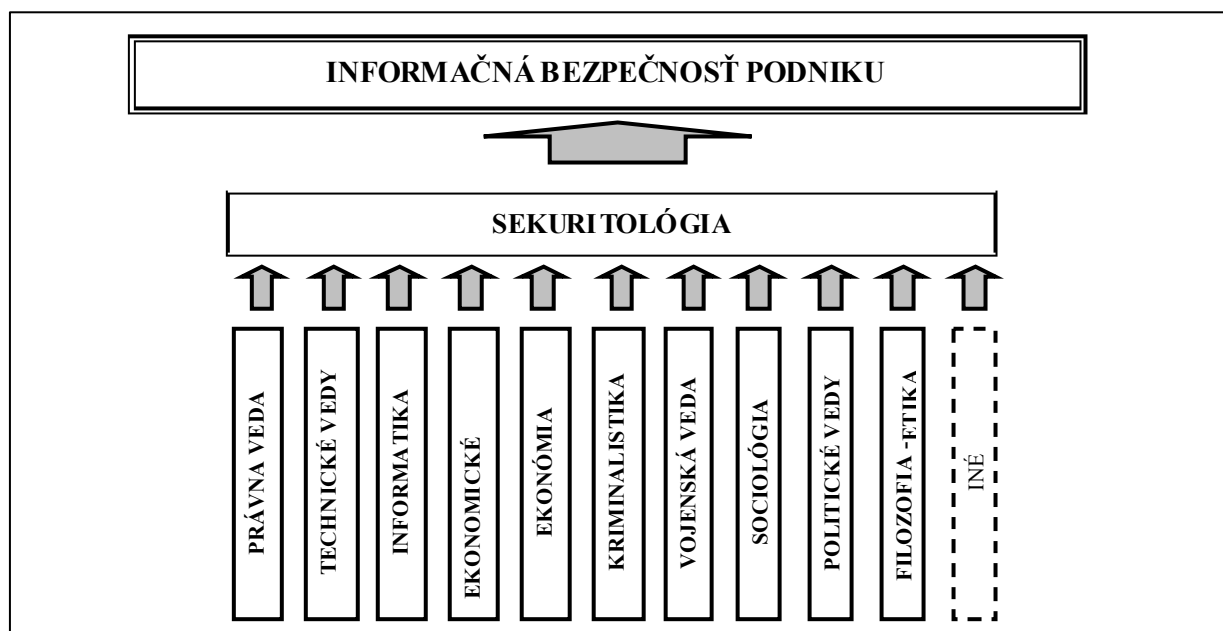 INFORMAČNÁ BEZPEČNOSŤ PODNIKU
SEKURITOLÓGIA
PRÁVNA VEDA
TECHNICKÉ VEDY
INFORMATIKA
EKONOMICKÉ
EKONÓMIA
KRIMINALISTIKA
VOJENSKÁ VEDA
SOCIOLÓGIA
POLITICKÉ VEDY
FILOZOFIA -ETIKA
INÉ